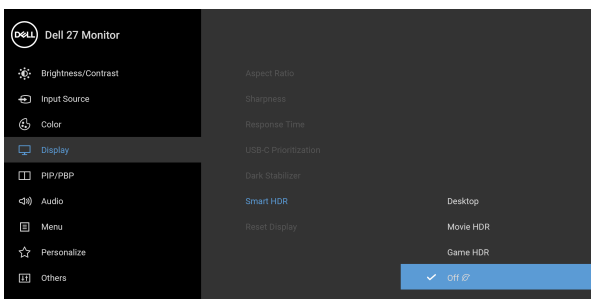 DELL Dell 27 Monitor
Brightness/Contrast
Input Source
Color
Display
PIP/PBP
Audio
Menu
Personalize
Others
Aspect Ratio
Sharpness
Response Time
USB-C Prioritization
Dark Stabilizer
Smart HDR
Reset Display
Desktop
Movie HDR
Game HDR
Off